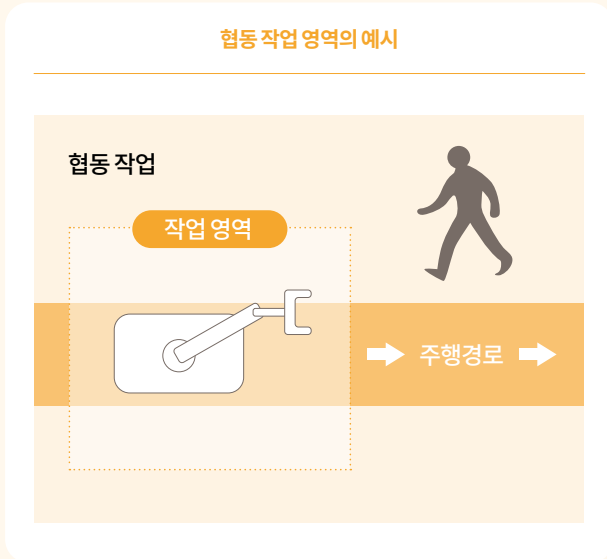 협동 작업 영역의 예시
협동 작업
작업 영역
주행경로